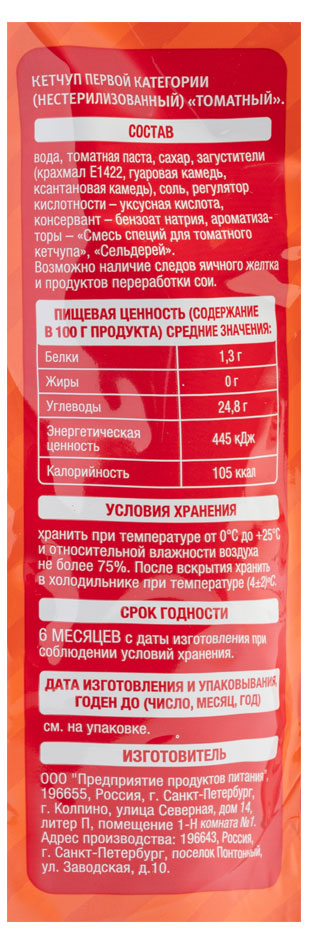 КЕТЧУП ПЕРВОЙ КАТЕГОРИИ
(НЕСТЕРИЛИЗОВАННЫЙ) «ТОМАТНЫЙ».
СОСТАВ
вода, томатная паста, сахар, загустители
(крахмал Е1422, гуаровая камедь,
ксантановая камедь), соль, регулятор
кислотности – уксусная кислота,
консервант – бензоат натрия, ароматиза-
торы – «Смесь специй для томатного
кетчупа», «Сельдерей».
Возможно наличие следов яичного желтка
и продуктов переработки сои.
ПИЩЕВАЯ ЦЕННОСТЬ (СОДЕРЖАНИЕ
В 100 Г ПРОДУКТА) СРЕДНИЕ ЗНАЧЕНИЯ:
Белки 1,3 г
Жиры 0 г
Углеводы 24,8 г
Энергетическая
ценность 445 кДж
Калорийность 105 ккал
УСЛОВИЯ ХРАНЕНИЯ
хранить при температуре от 0°С до +25°С
и относительной влажности воздуха
не более 75%. После вскрытия хранить
в холодильнике при температуре (4±2)°С.
СРОК ГОДНОСТИ
6 МЕСЯЦЕВ с даты изготовления при
соблюдении условий хранения.
ДАТА ИЗГОТОВЛЕНИЯ И УПАКОВЫВАНИЯ,
ГОДЕН ДО (ЧИСЛО, МЕСЯЦ, ГОД)
см. на упаковке.
ИЗГОТОВИТЕЛЬ
ООО "Предприятие продуктов питания",
196655, Россия, г. Санкт-Петербург,
г. Колпино, улица Северная, дом 14,
литер П, помещение 1-Н комната №1.
Адрес производства: 196643, Россия,
г. Санкт-Петербург, поселок Понтонный,
ул. Заводская, д.10.